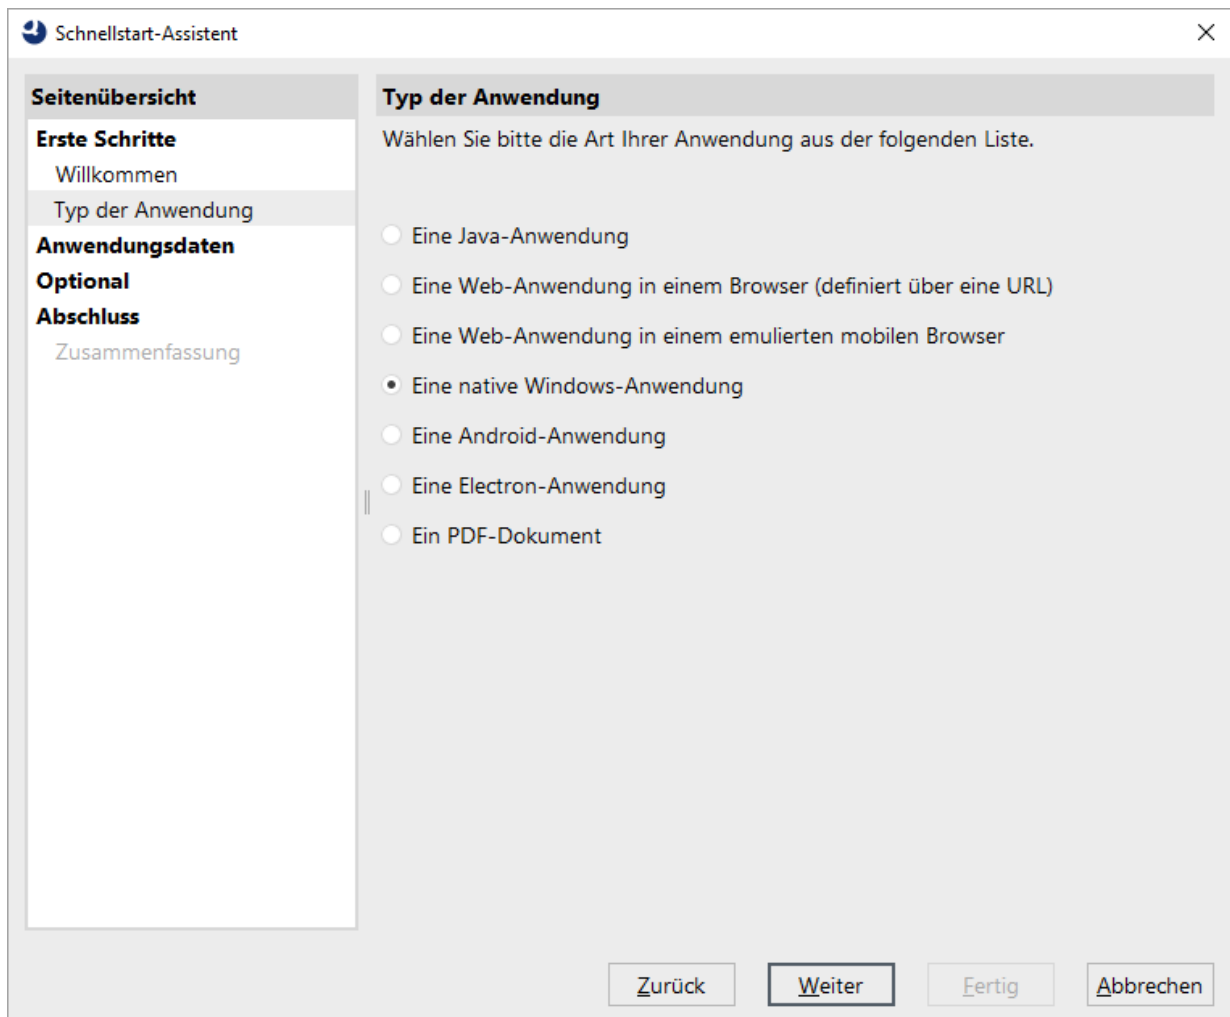 Schnellstart-Assistent
Seitenübersicht
Erste Schritte
Willkommen
Typ der Anwendung
Anwendungsdaten
Optional
Abschluss
Zusammenfassung
Typ der Anwendung
Wählen Sie bitte die Art Ihrer Anwendung aus der folgenden Liste.
Eine Java-Anwendung
Eine Web-Anwendung in einem Browser (definiert über eine URL)
Eine Web-Anwendung in einem emulierten mobilen Browser
Eine native Windows-Anwendung
Eine Android-Anwendung
Eine Electron-Anwendung
Ein PDF-Dokument
Zurück
Weiter
Fertig
Abbrechen